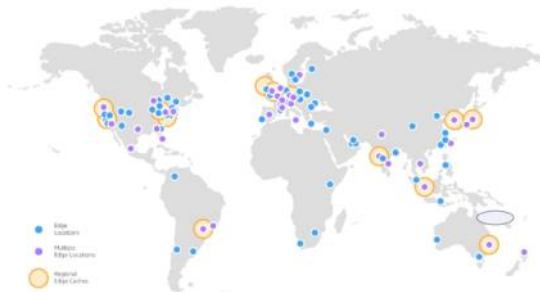 Edge
Locations
Multiple
Edge Locations
Regional
Edge Caches